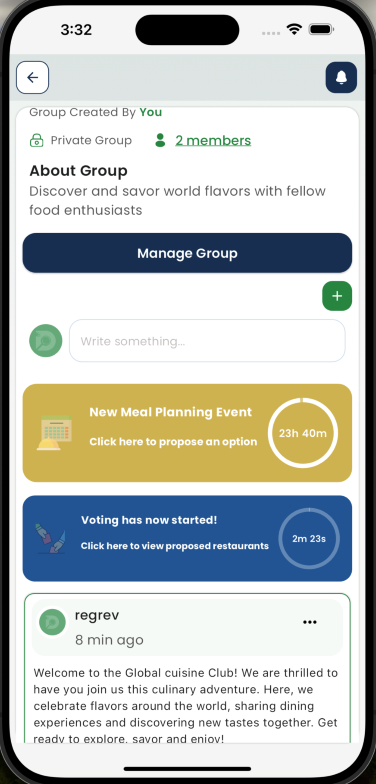 3:32
Group Created By You
Private Group
2 members
About Group
Discover and savor world flavors with fellow
food enthusiasts
Manage Group
+
Write something...
New Meal Planning Event
Click here to propose an option
23h 40m
Voting has now started!
Click here to view proposed restaurants
2m 23s
regrev
8 min ago
Welcome to the Global cuisine Club! We are thrilled to
have you join us this culinary adventure. Here, we
celebrate flavors around the world, sharing dining
experiences and discovering new tastes together. Get
ready to explore, savor and enjoy!